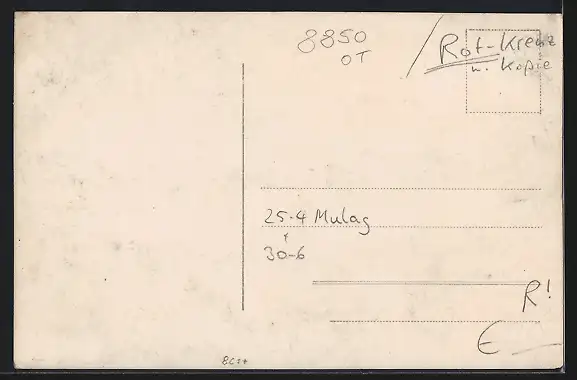 8850
OT
Rot-Kreuz
u. Kopie
25-4 Mulag
30-6
R!
E